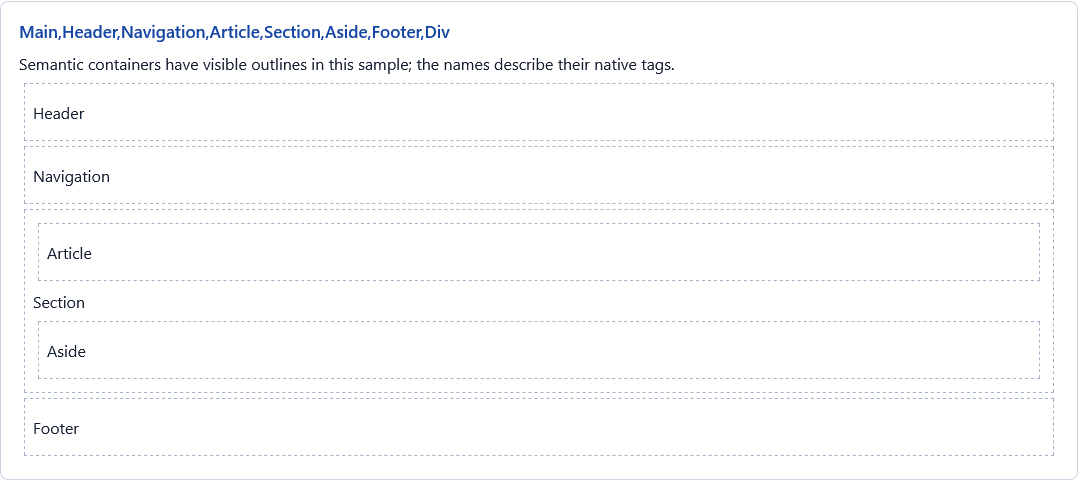 Main,Header,Navigation,Article,Section,Aside,Footer,Div
Semantic containers have visible outlines in this sample; the names describe their native tags.
Header
Navigation
Article
Section
Aside
Footer